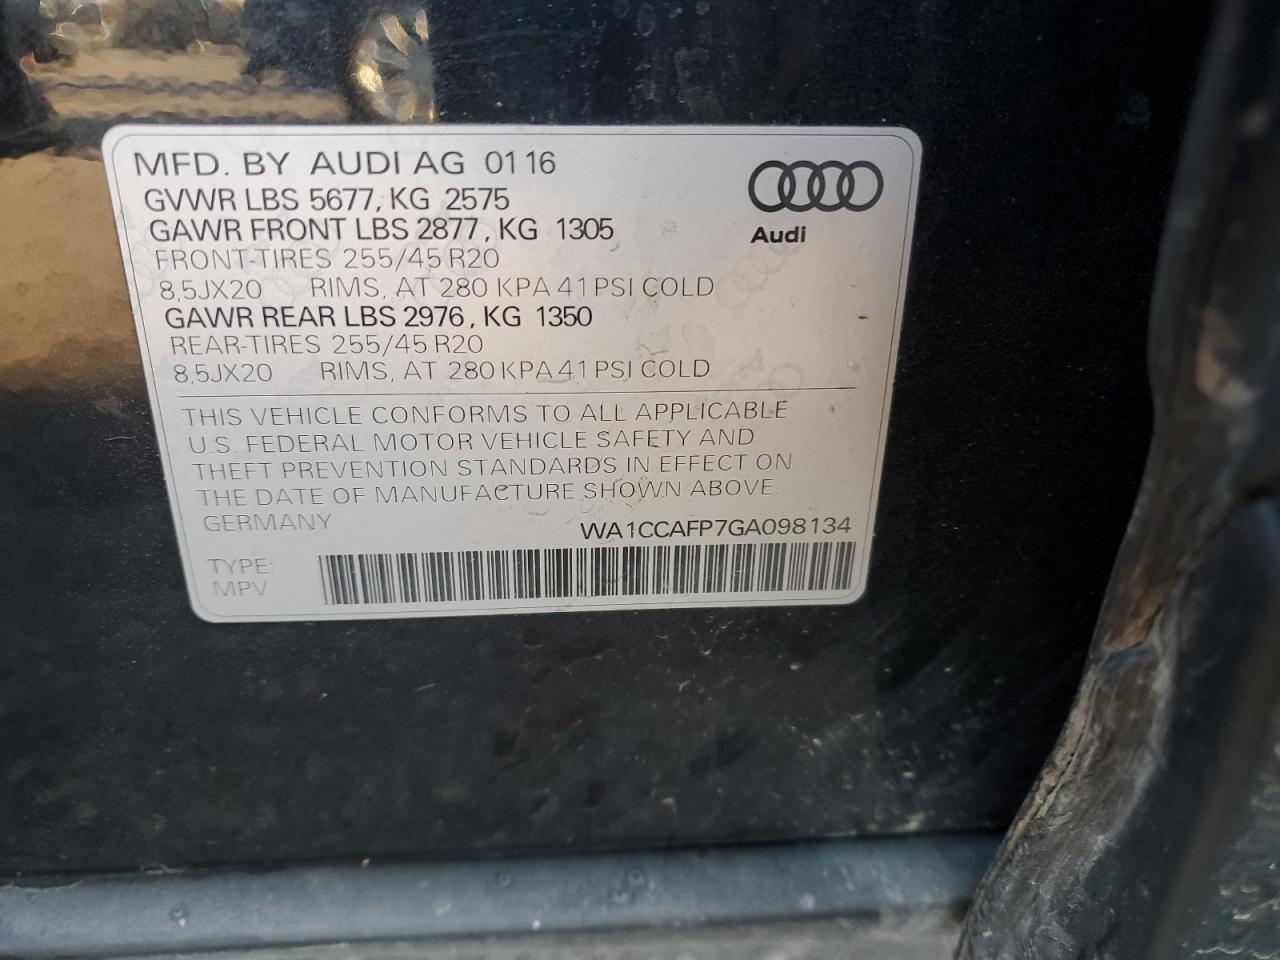 MFD. BY AUDI AG 01 16
GVWR LBS 5677, KG 2575
GAWR FRONT LBS 2877, KG 1305
FRONT-TIRES 255/45 R20
8,5JX20 RIMS, AT 280 KPA 41 PSI COLD
GAWR REAR LBS 2976, KG 1350
REAR-TIRES 255/45 R20
8,5JX20 RIMS, AT 280 KPA 41 PSI COLD
Audi
THIS VEHICLE CONFORMS TO ALL APPLICABLE
U.S. FEDERAL MOTOR VEHICLE SAFETY AND
THEFT PREVENTION STANDARDS IN EFFECT ON
THE DATE OF MANUFACTURE SHOWN ABOVE.
GERMANY WA1CCAFP7GA098134
TYPE:
MPV